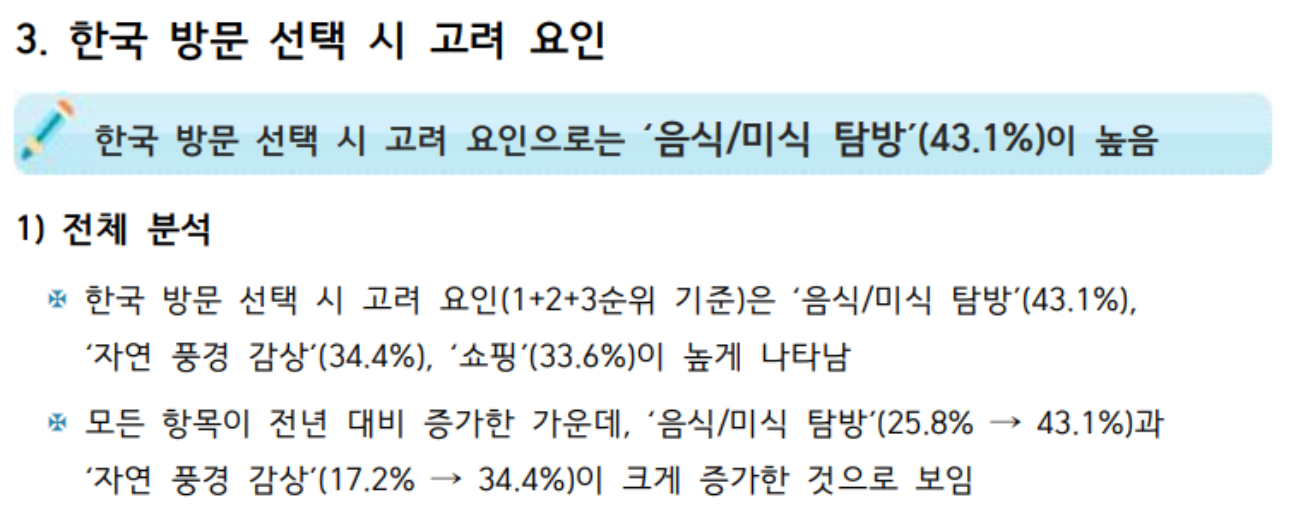 3. 한국 방문 선택 시 고려 요인
한국 방문 선택 시 고려 요인으로는 ‘음식/미식 탐방’(43.1%)이 높음
1) 전체 분석
✠ 한국 방문 선택 시 고려 요인(1+2+3순위 기준)은 ‘음식/미식 탐방’(43.1%),
‘자연 풍경 감상’(34.4%), ‘쇼핑’(33.6%)이 높게 나타남
✠ 모든 항목이 전년 대비 증가한 가운데, ‘음식/미식 탐방’(25.8% → 43.1%)과
‘자연 풍경 감상’(17.2% → 34.4%)이 크게 증가한 것으로 보임